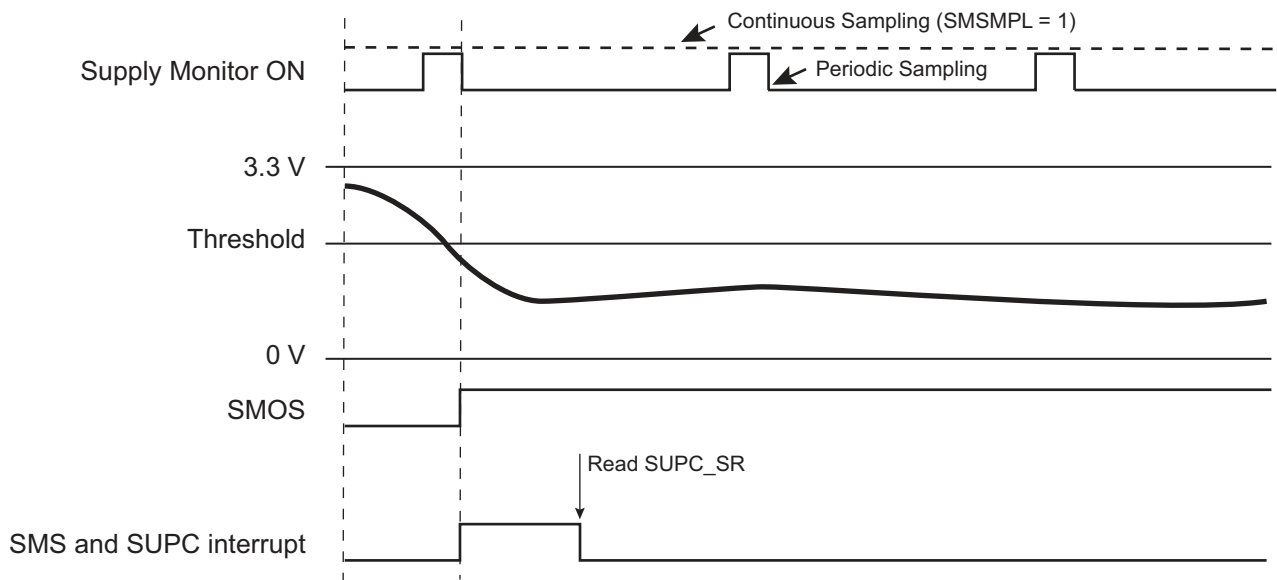 Continuous Sampling (SMSMPL = 1)
Supply Monitor ON
Periodic Sampling
3.3 V
Threshold
0 V
SMOS
Read SUPC_SR
SMS and SUPC interrupt